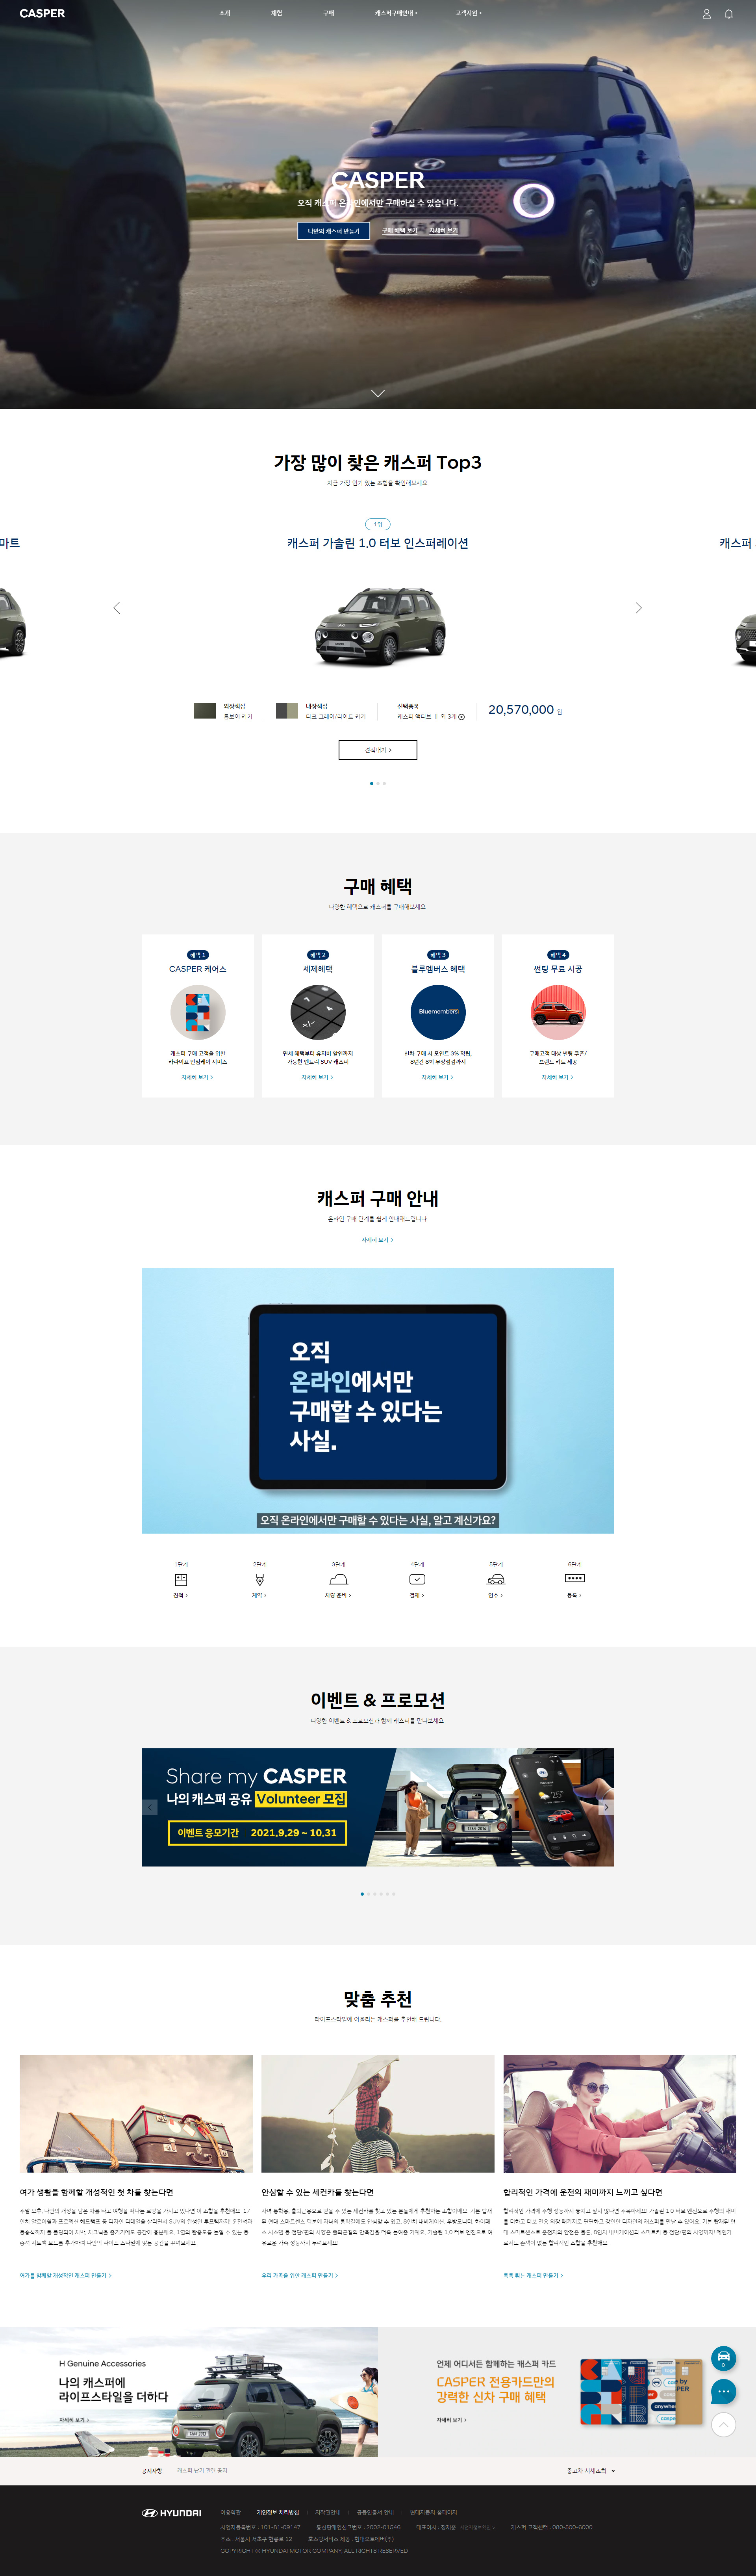 CASPER
소개
체험
구매
캐스퍼구매안내 >
고객지원 >
CASPER
오직 캐스퍼 온라인에서만 구매하실 수 있습니다.
나만의 캐스퍼 만들기
구매 혜택 보기
자세히 보기
가장 많이 찾은 캐스퍼 Top3
지금 가장 인기 있는 조합을 확인해보세요.
1위
마트
캐스퍼 가솔린 1.0 터보 인스퍼레이션
캐스퍼
외장색상
톰보이 카키
내장색상
다크 그레이/라이트 카키
선택품목
캐스퍼 액티브 Ⅱ 외 3개
20,570,000 원
견적내기 >
구매 혜택
다양한 혜택으로 캐스퍼를 구매해보세요.
혜택 1
CASPER 케어스
캐스퍼 구매 고객을 위한
카라이프 안심케어 서비스
자세히 보기 >
혜택 2
세제혜택
면세 혜택부터 유지비 할인까지
가능한 엔트리 SUV 캐스퍼
자세히 보기 >
혜택 3
블루멤버스 혜택
Bluemembers
신차 구매 시 포인트 3% 적립,
8년간 8회 무상점검까지
자세히 보기 >
혜택 4
썬팅 무료 시공
구매고객 대상 썬팅 쿠폰/
브랜드 키트 제공
자세히 보기 >
캐스퍼 구매 안내
온라인 구매 단계를 쉽게 안내해드립니다.
자세히 보기 >
오직
온라인에서만
구매할 수 있다는
사실.
오직 온라인에서만 구매할 수 있다는 사실, 알고 계신가요?
1단계
견적 >
2단계
계약 >
3단계
차량 준비 >
4단계
결제 >
5단계
인수 >
6단계
등록 >
이벤트 & 프로모션
다양한 이벤트 & 프로모션과 함께 캐스퍼를 만나보세요.
Share my CASPER
나의 캐스퍼 공유 Volunteer 모집
이벤트 응모기간 | 2021.9.29 ~ 10.31
맞춤 추천
라이프스타일에 어울리는 캐스퍼를 추천해 드립니다.
여가 생활을 함께할 개성적인 첫 차를 찾는다면
안심할 수 있는 세컨카를 찾는다면
합리적인 가격에 운전의 재미까지 느끼고 싶다면
여가를 함께할 개성적인 캐스퍼 만들기 >
우리 가족을 위한 캐스퍼 만들기 >
톡톡 튀는 캐스퍼 만들기 >
H Genuine Accessories
나의 캐스퍼에
라이프스타일을 더하다
자세히 보기 >
언제 어디서든 함께하는 캐스퍼 카드
CASPER 전용카드만의
강력한 신차 구매 혜택
자세히 보기 >
0
공지사항
캐스퍼 납기 관련 공지
중고차 시세조회
HYUNDAI
이용약관
개인정보 처리방침
저작권안내
공동인증서 안내
현대자동차 홈페이지
사업자등록번호 : 101-81-09147
통신판매업신고번호 : 2002-01546
대표이사 : 장재훈
사업자정보확인 >
캐스퍼 고객센터 : 080-500-6000
주소 : 서울시 서초구 헌릉로 12
호스팅서비스 제공 : 현대오토에버(주)
COPYRIGHT © HYUNDAI MOTOR COMPANY, ALL RIGHTS RESERVED.